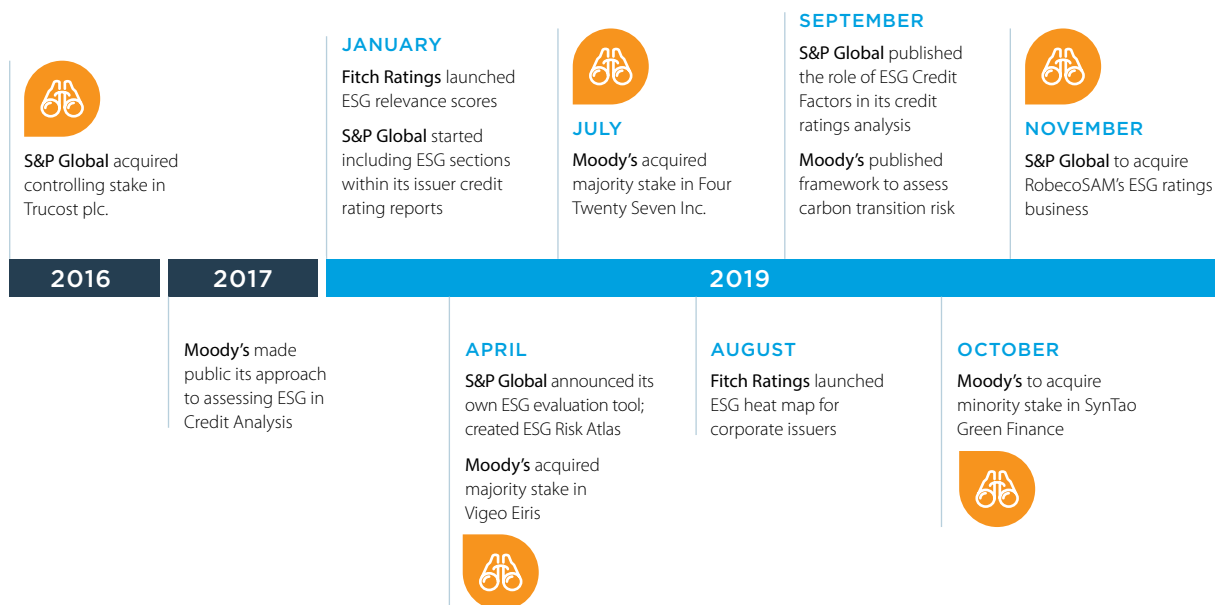 S&P Global acquired
controlling stake in
Trucost plc.
JANUARY
Fitch Ratings launched
ESG relevance scores
S&P Global started
including ESG sections
within its issuer credit
rating reports
JULY
Moody's acquired
majority stake in Four
Twenty Seven Inc.
SEPTEMBER
S&P Global published
the role of ESG Credit
Factors in its credit
ratings analysis
Moody's published
framework to assess
carbon transition risk
NOVEMBER
S&P Global to acquire
RobecoSAM's ESG ratings
business
2016
2017
2019
Moody's made
public its approach
to assessing ESG in
Credit Analysis
APRIL
S&P Global announced its
own ESG evaluation tool;
created ESG Risk Atlas
Moody's acquired
majority stake in
Vigeo Eiris
AUGUST
Fitch Ratings launched
ESG heat map for
corporate issuers
OCTOBER
Moody's to acquire
minority stake in SynTao
Green Finance